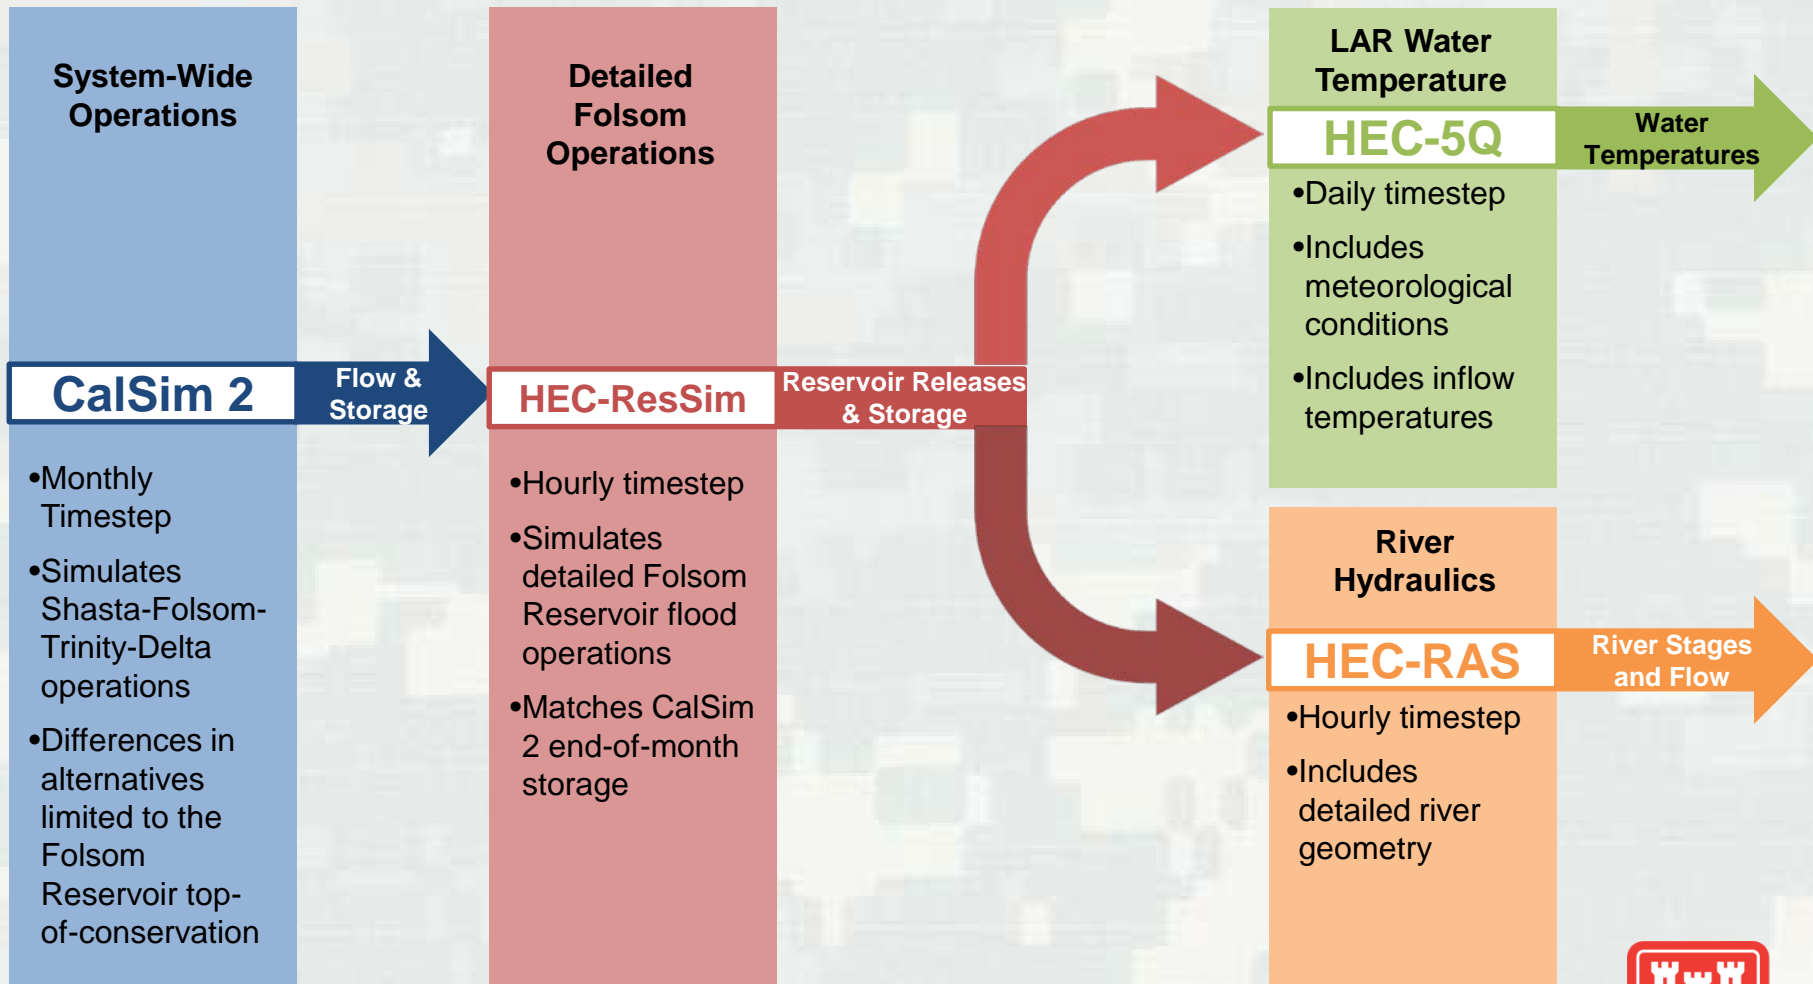 System-Wide
Operations
CalSim 2
•Monthly
Timestep
•Simulates
Shasta-Folsom-
Trinity-Delta
operations
•Differences in
alternatives
limited to the
Folsom
Reservoir top-
of-conservation
Flow &
Storage
Detailed
Folsom
Operations
HEC-ResSim
•Hourly timestep
•Simulates
detailed Folsom
Reservoir flood
operations
•Matches CalSim
2 end-of-month
storage
Reservoir Releases
& Storage
LAR Water
Temperature
HEC-5Q
•Daily timestep
•Includes
meteorological
conditions
•Includes inflow
temperatures
Water
Temperatures
River
Hydraulics
HEC-RAS
•Hourly timestep
•Includes
detailed river
geometry
River Stages
and Flow